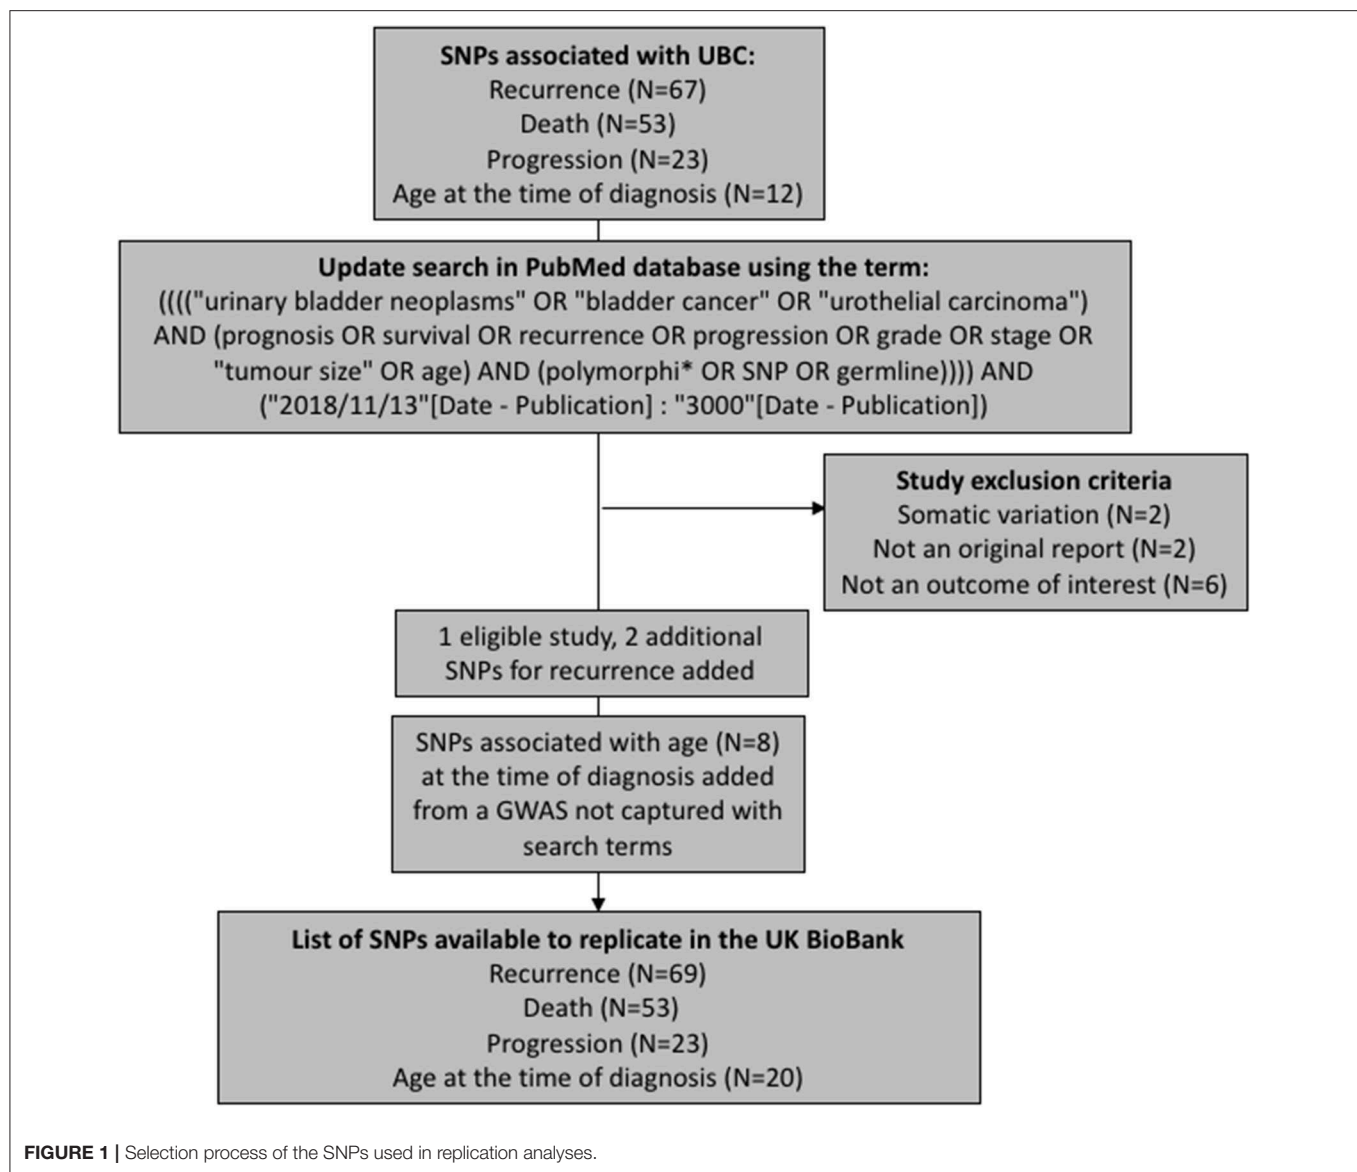 SNPs associated with UBC:
Recurrence (N=67)
Death (N=53)
Progression (N=23)
Age at the time of diagnosis (N=12)
Update search in PubMed database using the term:
(((("urinary bladder neoplasms" OR "bladder cancer" OR "urothelial carcinoma")
AND (prognosis OR survival OR recurrence OR progression OR grade OR stage OR
"tumour size" OR age) AND (polymorphi* OR SNP OR germline)))) AND
("2018/11/13"[Date - Publication] : "3000"[Date - Publication])
Study exclusion criteria
Somatic variation (N=2)
Not an original report (N=2)
Not an outcome of interest (N=6)
1 eligible study, 2 additional
SNPs for recurrence added
SNPs associated with age (N=8)
at the time of diagnosis added
from a GWAS not captured with
search terms
List of SNPs available to replicate in the UK BioBank
Recurrence (N=69)
Death (N=53)
Progression (N=23)
Age at the time of diagnosis (N=20)
FIGURE 1 | Selection process of the SNPs used in replication analyses.